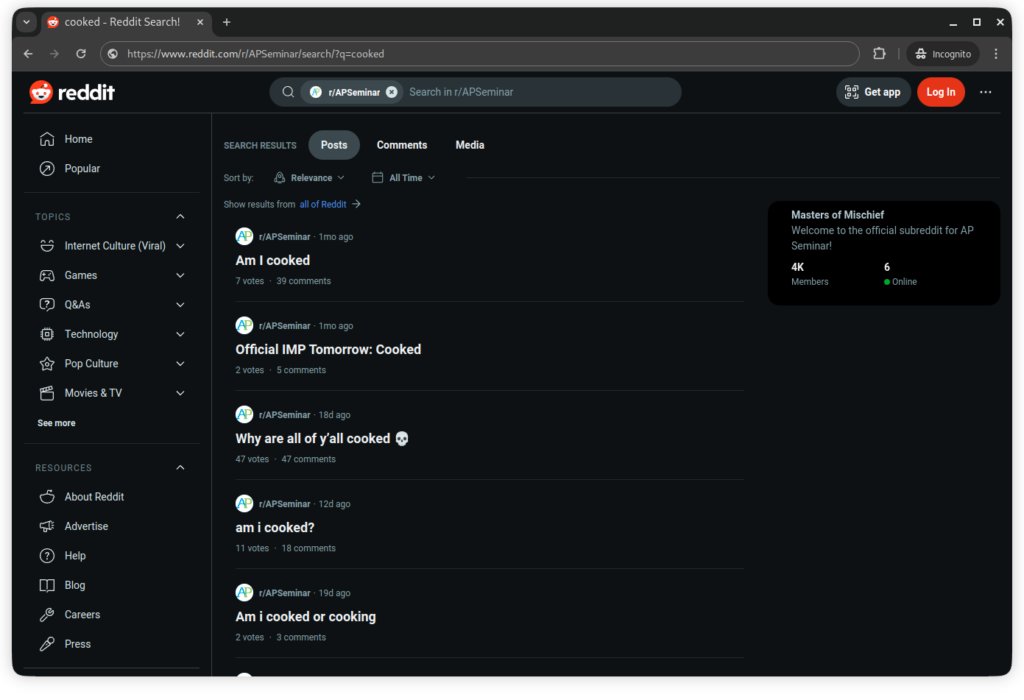 cooked - Reddit Search!
https://www.reddit.com/r/APSeminar/search/?q=cooked
Incognito
reddit
r/APSeminar
Search in r/APSeminar
Get app
Log In
Home
Popular
TOPICS
Internet Culture (Viral)
Games
Q&As
Technology
Pop Culture
Movies & TV
See more
RESOURCES
About Reddit
Advertise
Help
Blog
Careers
Press
SEARCH RESULTS
Posts
Comments
Media
Sort by:
Relevance
All Time
Show results from all of Reddit
AP r/APSeminar · 1mo ago
Am I cooked
7 votes · 39 comments
AP r/APSeminar · 1mo ago
Official IMP Tomorrow: Cooked
2 votes · 5 comments
AP r/APSeminar · 18d ago
Why are all of y’all cooked 💀
47 votes · 47 comments
AP r/APSeminar · 12d ago
am i cooked?
11 votes · 18 comments
AP r/APSeminar · 19d ago
Am i cooked or cooking
2 votes · 3 comments
Masters of Mischief
Welcome to the official subreddit for AP
Seminar!
4K
Members
6
Online